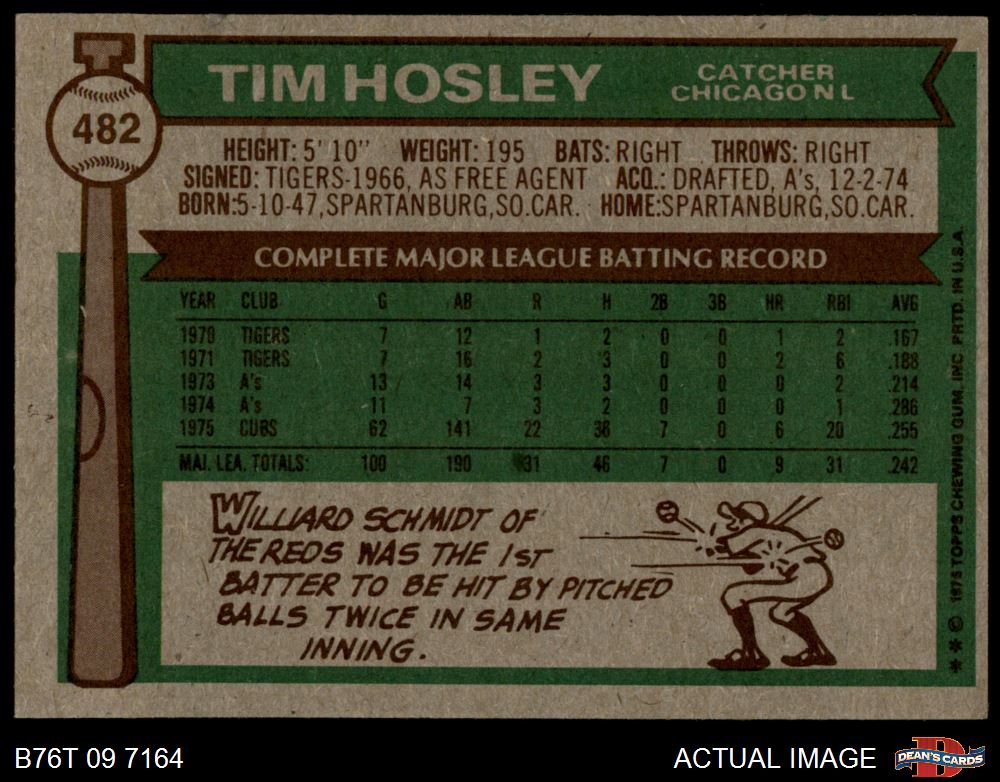 482
TIM HOSLEY
CATCHER
CHICAGO N L
HEIGHT: 5' 10" WEIGHT: 195 BATS: RIGHT THROWS: RIGHT
SIGNED: TIGERS-1966, AS FREE AGENT ACQ.: DRAFTED, A's, 12-2-74
BORN:5-10-47,SPARTANBURG,SO.CAR. HOME:SPARTANBURG,SO.CAR.
COMPLETE MAJOR LEAGUE BATTING RECORD
YEAR CLUB G AB R H 2B 3B HR RBI AVG
1970 TIGERS 7 12 1 2 0 0 1 2 .167
1971 TIGERS 7 16 2 3 0 0 2 6 .188
1973 A's 13 14 3 3 0 0 0 2 .214
1974 A's 11 7 3 2 0 0 0 1 .286
1975 CUBS 62 141 22 36 7 0 6 20 .255
MAJ. LEA. TOTALS: 100 190 31 46 7 0 9 31 .242
WILLIARD SCHMIDT OF
THE REDS WAS THE 1ST
BATTER TO BE HIT BY PITCHED
BALLS TWICE IN SAME
INNING.
** © 1975 TOPPS CHEWING GUM, INC. PRTD. IN U.S.A.
B76T 09 7164
ACTUAL IMAGE
D
DEAN'S CARDS